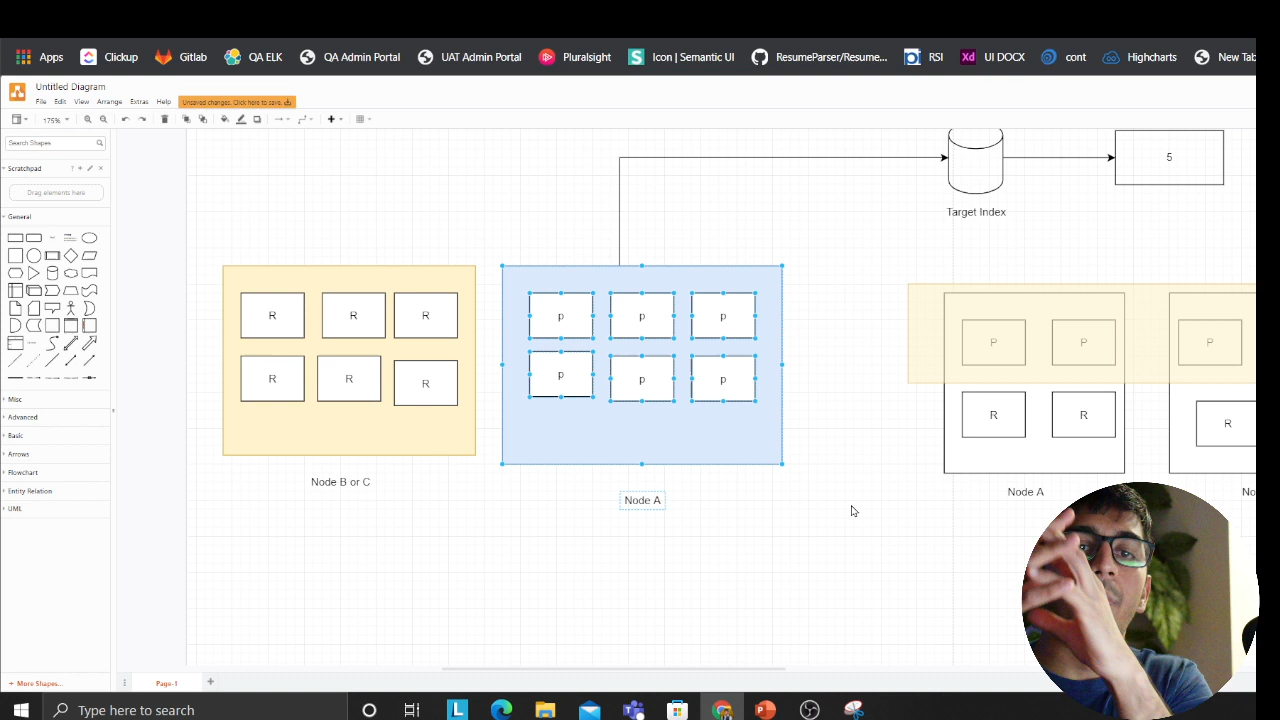 Apps Clickup Gitlab QA ELK QA Admin Portal UAT Admin Portal Pluralsight S Icon | Semantic UI ResumeParser/Resume... RSI Xd UI DOCX cont Highcharts New Tab
Untitled Diagram
File Edit View Arrange Extras Help Unsaved changes. Click here to save.
175%
Search Shapes
Scratchpad
Drag elements here
General
Misc
Advanced
Basic
Arrows
Flowchart
Entity Relation
UML
+ More Shapes...
5
Target Index
R R R
R R R
Node B or C
p p p
p p p
Node A
P P P
R R R
Node A
No
Page-1
Type here to search